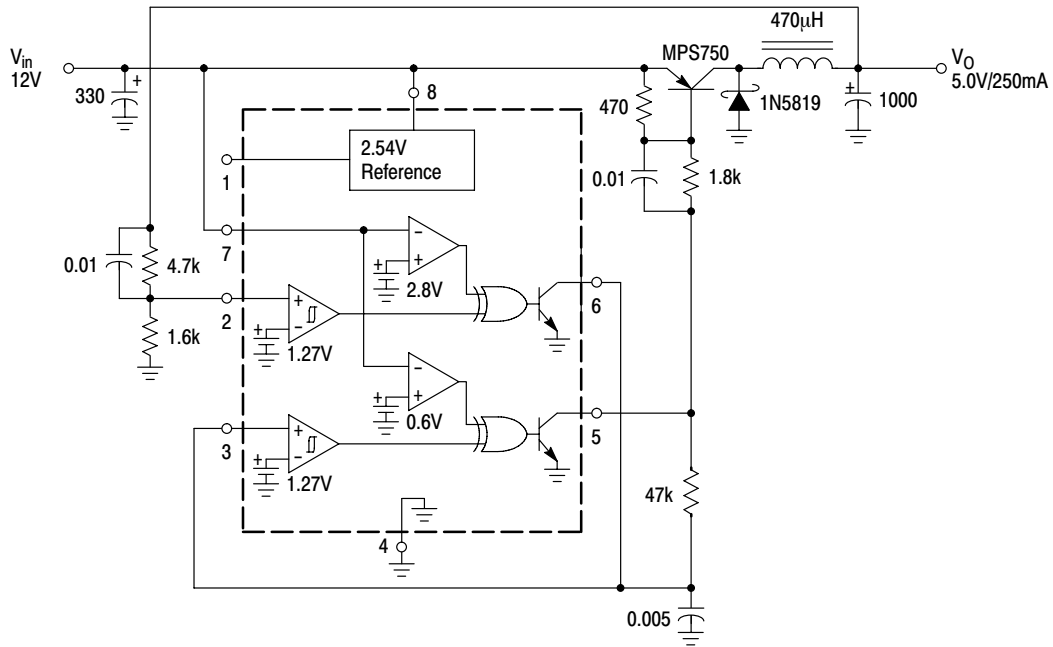 470μH
MPS750
Vin
12V
VO
5.0V/250mA
330
+
8
470
1N5819
+
1000
2.54V
Reference
1
0.01
1.8k
7
–
+
+
2.8V
0.01
4.7k
6
2
+
–
+
1.27V
1.6k
–
+
+
0.6V
5
3
+
–
+
1.27V
47k
4
0.005